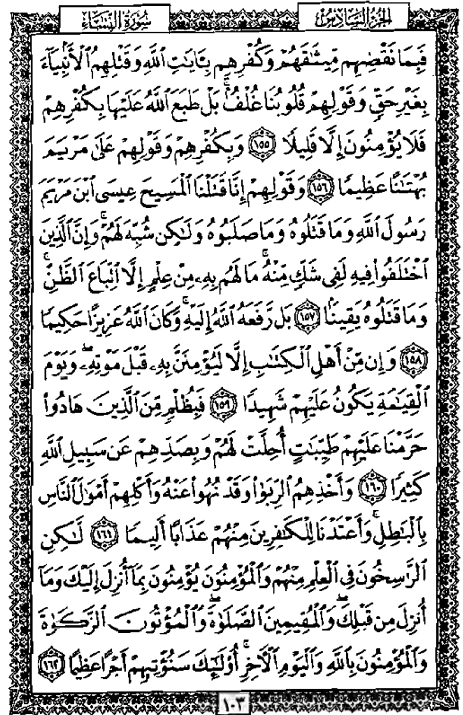 الجزء السادس
سورة النساء
فَبِمَا نَقْضِهِم مِّيثَٰقَهُمْ وَكُفْرِهِم بِـَٔايَٰتِ ٱللَّهِ وَقَتْلِهِمُ ٱلْأَنۢبِيَآءَ
بِغَيْرِ حَقٍّ وَقَوْلِهِمْ قُلُوبُنَا غُلْفٌۢ ۚ بَلْ طَبَعَ ٱللَّهُ عَلَيْهَا بِكُفْرِهِمْ
فَلَا يُؤْمِنُونَ إِلَّا قَلِيلًا ١٥٥ وَبِكُفْرِهِمْ وَقَوْلِهِمْ عَلَىٰ مَرْيَمَ
بُهْتَٰنًا عَظِيمًا ١٥٦ وَقَوْلِهِمْ إِنَّا قَتَلْنَا ٱلْمَسِيحَ عِيسَى ٱبْنَ مَرْيَمَ
رَسُولَ ٱللَّهِ وَمَا قَتَلُوهُ وَمَا صَلَبُوهُ وَلَٰكِن شُبِّهَ لَهُمْ ۚ وَإِنَّ ٱلَّذِينَ
ٱخْتَلَفُوا۟ فِيهِ لَفِى شَكٍّ مِّنْهُ ۚ مَا لَهُم بِهِۦ مِنْ عِلْمٍ إِلَّا ٱتِّبَاعَ ٱلظَّنِّ ۚ
وَمَا قَتَلُوهُ يَقِينًۢا ١٥٧ بَل رَّفَعَهُ ٱللَّهُ إِلَيْهِ ۚ وَكَانَ ٱللَّهُ عَزِيزًا حَكِيمًا
١٥٨ وَإِن مِّنْ أَهْلِ ٱلْكِتَٰبِ إِلَّا لَيُؤْمِنَنَّ بِهِۦ قَبْلَ مَوْتِهِۦ ۖ وَيَوْمَ
ٱلْقِيَٰمَةِ يَكُونُ عَلَيْهِمْ شَهِيدًا ١٥٩ فَبِظُلْمٍ مِّنَ ٱلَّذِينَ هَادُوا۟
حَرَّمْنَا عَلَيْهِمْ طَيِّبَٰتٍ أُحِلَّتْ لَهُمْ وَبِصَدِّهِمْ عَن سَبِيلِ ٱللَّهِ
كَثِيرًا ١٦٠ وَأَخْذِهِمُ ٱلرِّبَوٰا۟ وَقَدْ نُهُوا۟ عَنْهُ وَأَكْلِهِمْ أَمْوَٰلَ ٱلنَّاسِ
بِٱلْبَٰطِلِ ۚ وَأَعْتَدْنَا لِلْكَٰفِرِينَ مِنْهُمْ عَذَابًا أَلِيمًا ١٦١ لَّٰكِنِ
ٱلرَّٰسِخُونَ فِى ٱلْعِلْمِ مِنْهُمْ وَٱلْمُؤْمِنُونَ يُؤْمِنُونَ بِمَآ أُنزِلَ إِلَيْكَ وَمَآ
أُنزِلَ مِن قَبْلِكَ ۚ وَٱلْمُقِيمِينَ ٱلصَّلَوٰةَ ۚ وَٱلْمُؤْتُونَ ٱلزَّكَوٰةَ
وَٱلْمُؤْمِنُونَ بِٱللَّهِ وَٱلْيَوْمِ ٱلْءَاخِرِ أُو۟لَٰٓئِكَ سَنُؤْتِيهِمْ أَجْرًا عَظِيمًا ١٦٢
١٠٣